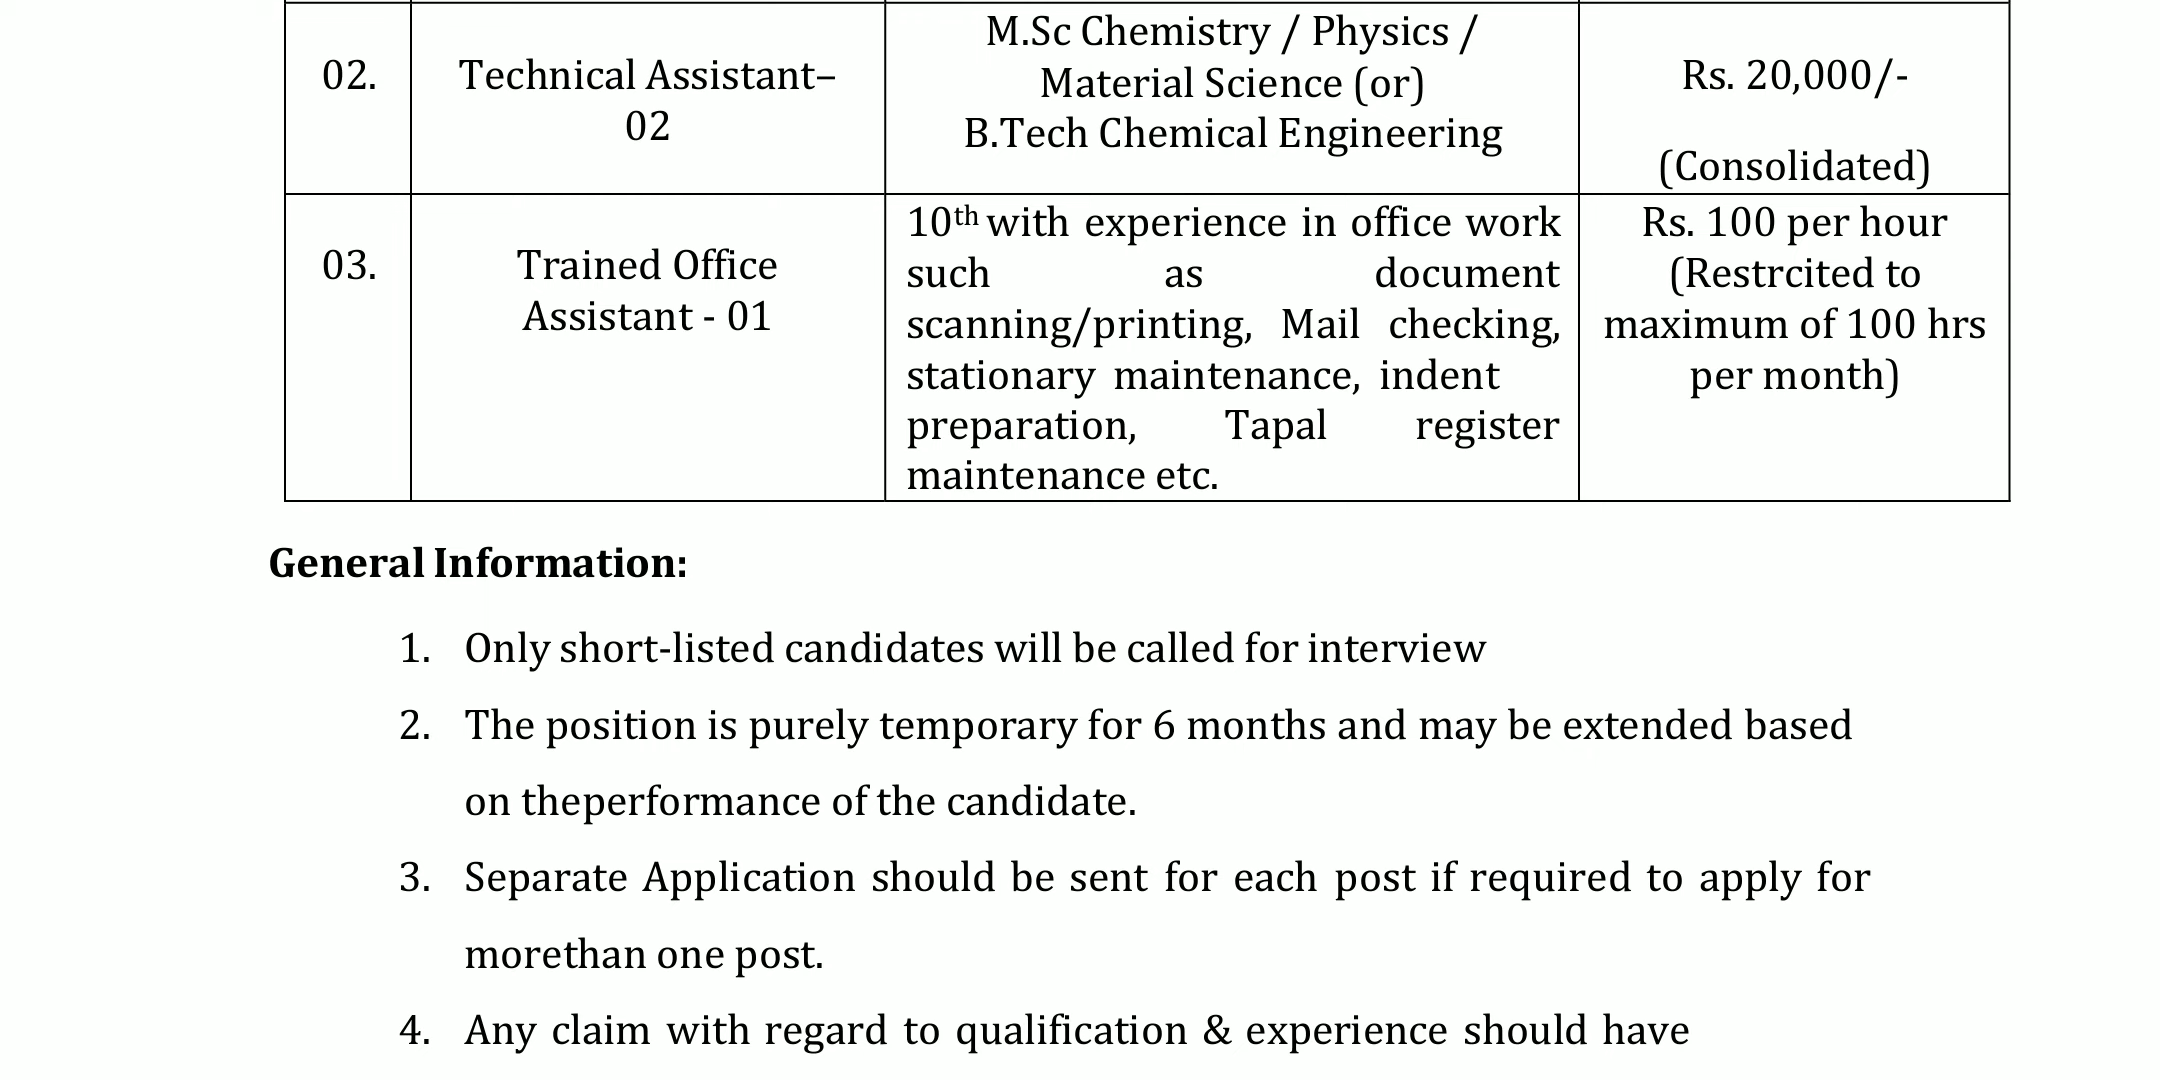 M.Sc Chemistry / Physics /
02.
Technical Assistant–
02
Material Science (or)
B.Tech Chemical Engineering
Rs. 20,000/-
(Consolidated)
03.
Trained Office
Assistant - 01
10th with experience in office work
such as document
scanning/printing, Mail checking,
stationary maintenance, indent
preparation, Tapal register
maintenance etc.
Rs. 100 per hour
(Restrcited to
maximum of 100 hrs
per month)
General Information:
1. Only short-listed candidates will be called for interview
2. The position is purely temporary for 6 months and may be extended based
on theperformance of the candidate.
3. Separate Application should be sent for each post if required to apply for
morethan one post.
4. Any claim with regard to qualification & experience should have